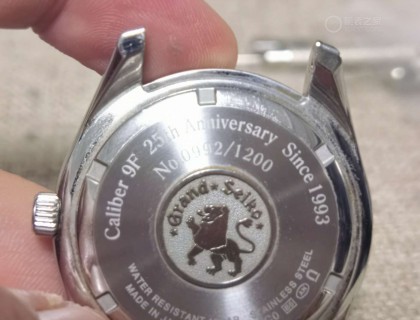 Caliber 9F 25th Anniversary Since 1993
No.0992/1200
Grand Seiko
WATER RESISTANT
STAINLESS STEEL
MADE IN